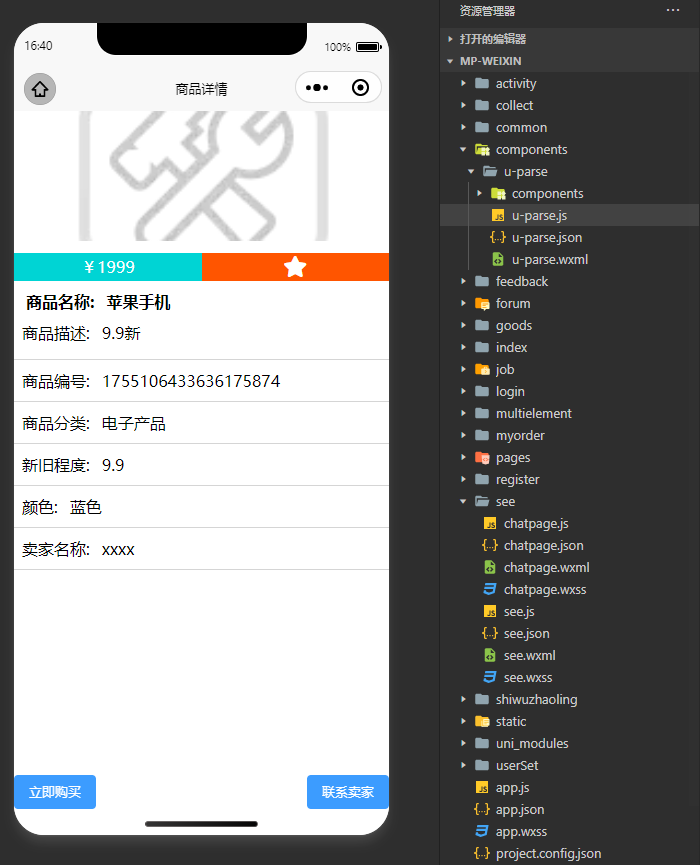 16:40
100%
商品详情
¥ 1999
商品名称: 苹果手机
商品描述: 9.9新
商品编号: 1755106433636175874
商品分类: 电子产品
新旧程度: 9.9
颜色: 蓝色
卖家名称: xxxx
立即购买
联系卖家
资源管理器
打开的编辑器
MP-WEIXIN
activity
collect
common
components
u-parse
components
u-parse.js
u-parse.json
u-parse.wxml
feedback
forum
goods
index
job
login
multielement
myorder
pages
register
see
chatpage.js
chatpage.json
chatpage.wxml
chatpage.wxss
see.js
see.json
see.wxml
see.wxss
shiwuzhaoling
static
uni_modules
userSet
app.js
app.json
app.wxss
project.config.json